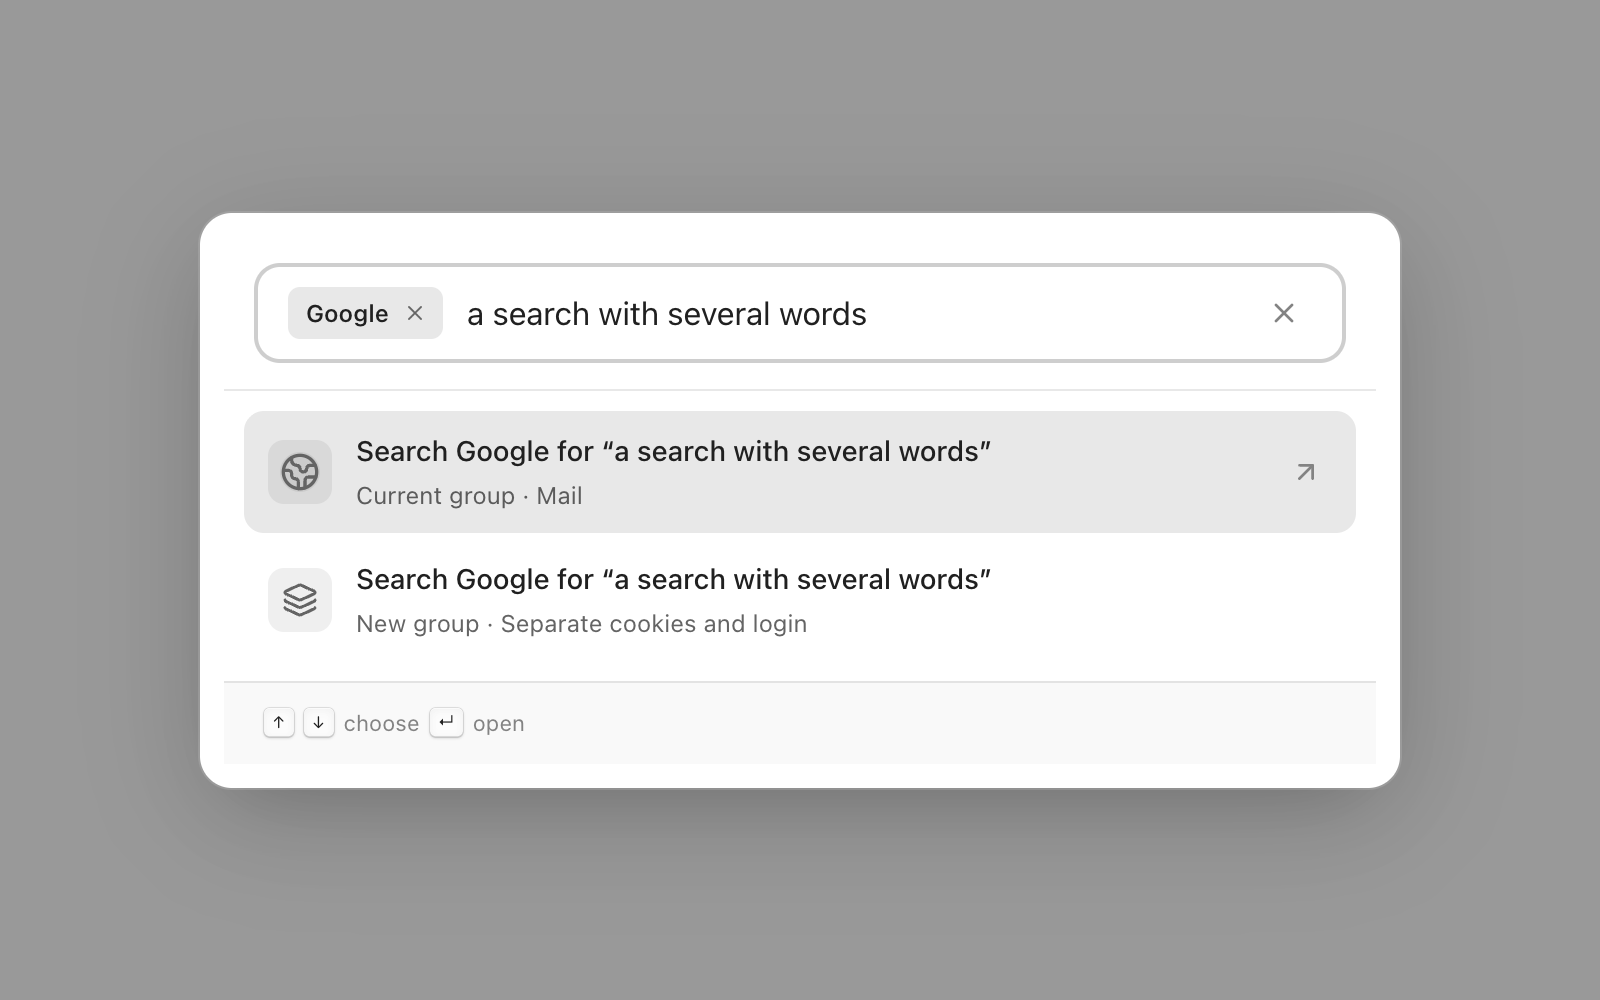 Google a search with several words
Search Google for “a search with several words”
Current group · Mail
Search Google for “a search with several words”
New group · Separate cookies and login
↑ ↓ choose ↵ open